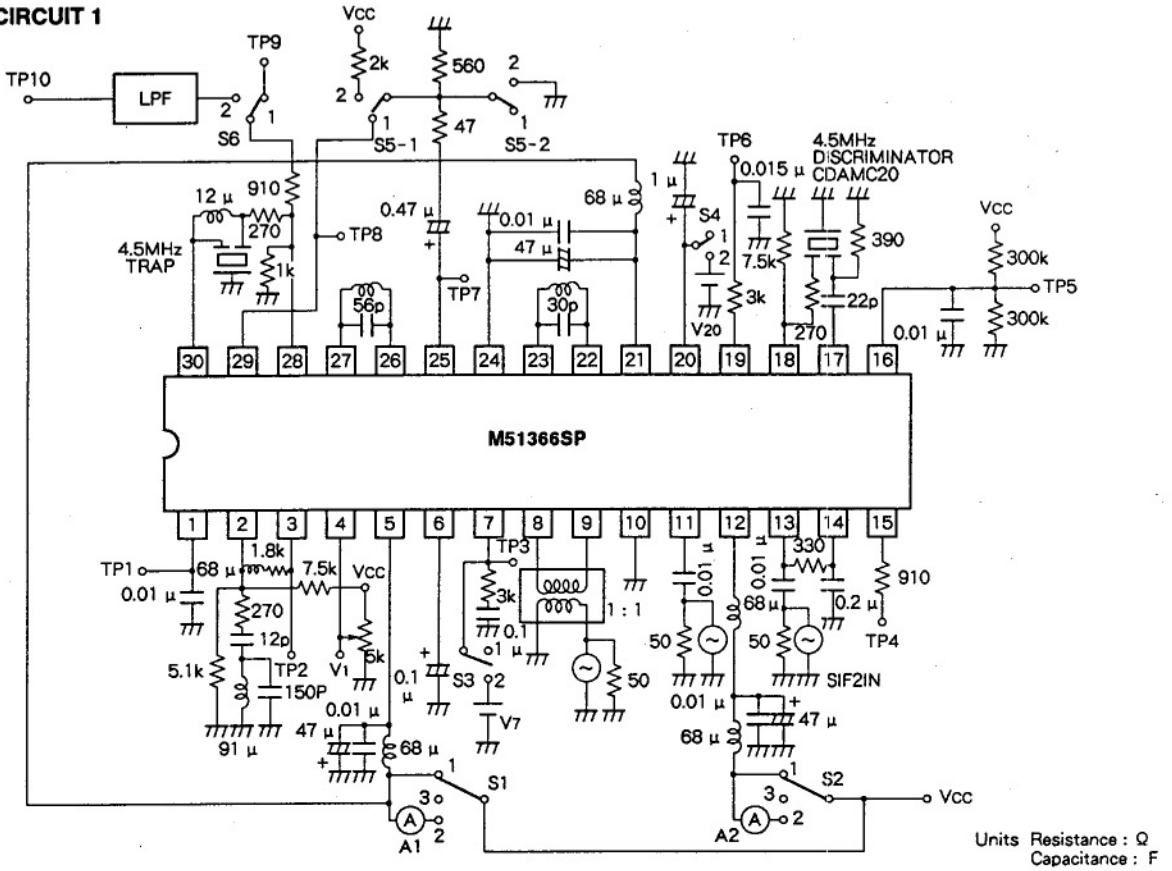 CIRCUIT 1
TP10
LPF
2
TP9
1
S6
VCC
2k
2
1
S5-1
560
47
2
1
S5-2
910
12 μ
270
4.5MHz
TRAP
1k
TP8
0.47 μ
+
TP7
56p
0.01 μ
47 μ
30p
68 μ
1 μ
+
S4
1
2
V20
TP6
0.015 μ
3k
4.5MHz
DISCRIMINATOR
CDAMC20
7.5k
270
390
22p
VCC
300k
TP5
0.01 μ
300k
30 29 28 27 26 25 24 23 22 21 20 19 18 17 16
M51366SP
1 2 3 4 5 6 7 8 9 10 11 12 13 14 15
TP1
0.01 μ
68 μ
1.8k
7.5k
VCC
270
12p
5.1k
150P
91 μ
TP2
V1
5k
0.01 μ
47 μ
+
68 μ
+
0.1 μ
TP3
3k
0.1 μ
1
S3
2
V7
1 : 1
50
0.01 μ
50
68 μ
0.01 μ
330
0.2 μ
50
SIF2IN
910
TP4
0.01 μ
+
47 μ
68 μ
1
S1
3
2
A
A1
1
S2
3
2
A
A2
VCC
Units Resistance : Ω
Capacitance : F